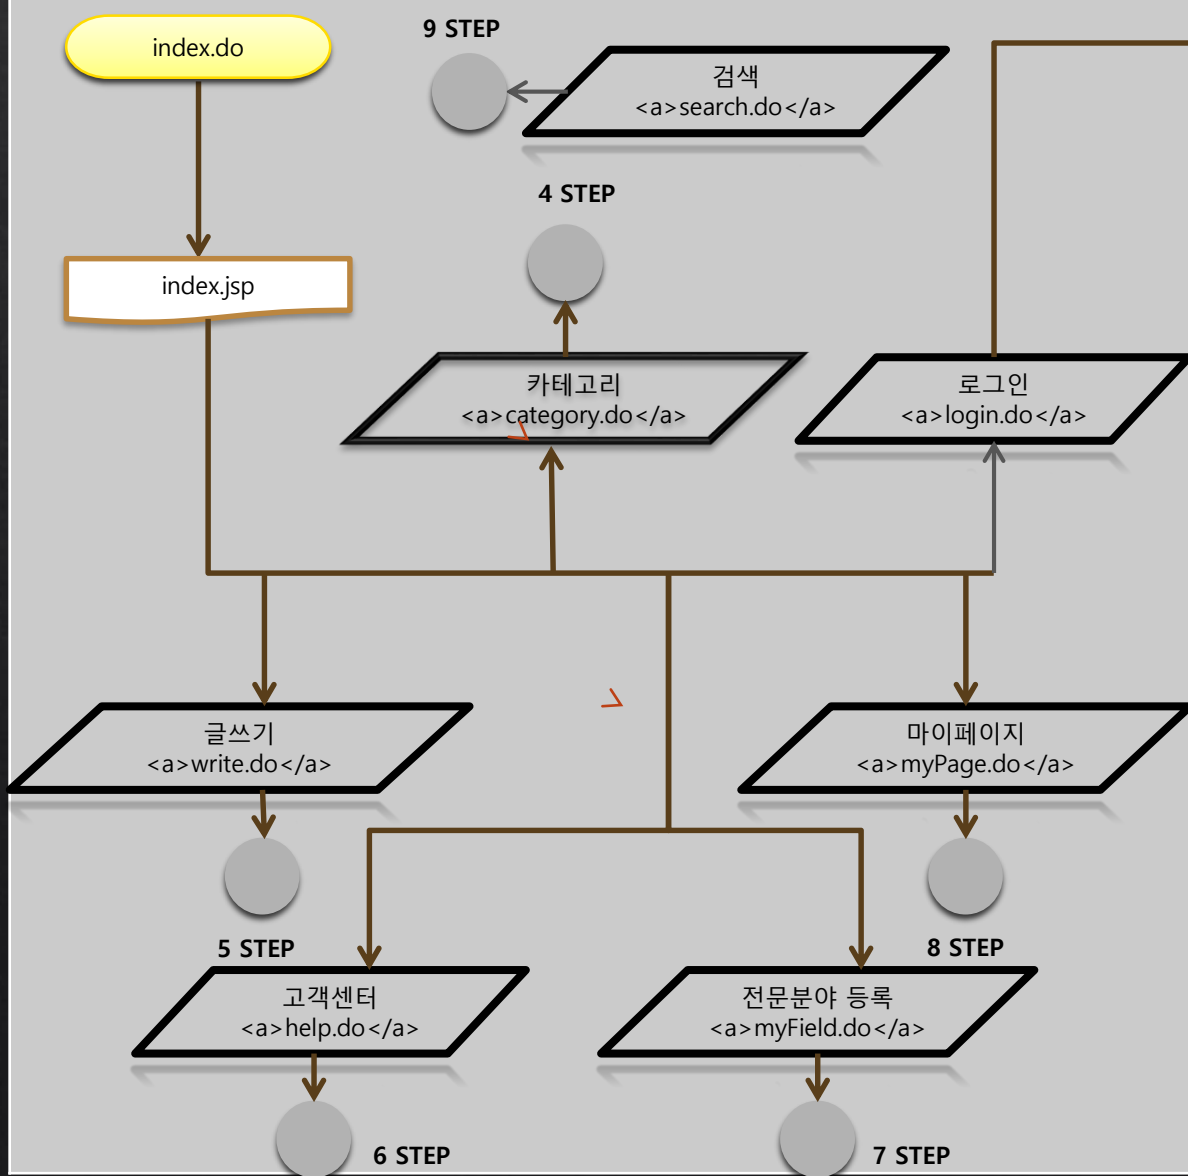 index.do
9 STEP
검색
<a>search.do</a>
4 STEP
index.jsp
카테고리
<a>category.do</a>
로그인
<a>login.do</a>
글쓰기
<a>write.do</a>
마이페이지
<a>myPage.do</a>
5 STEP
8 STEP
고객센터
<a>help.do</a>
전문분야 등록
<a>myField.do</a>
6 STEP
7 STEP